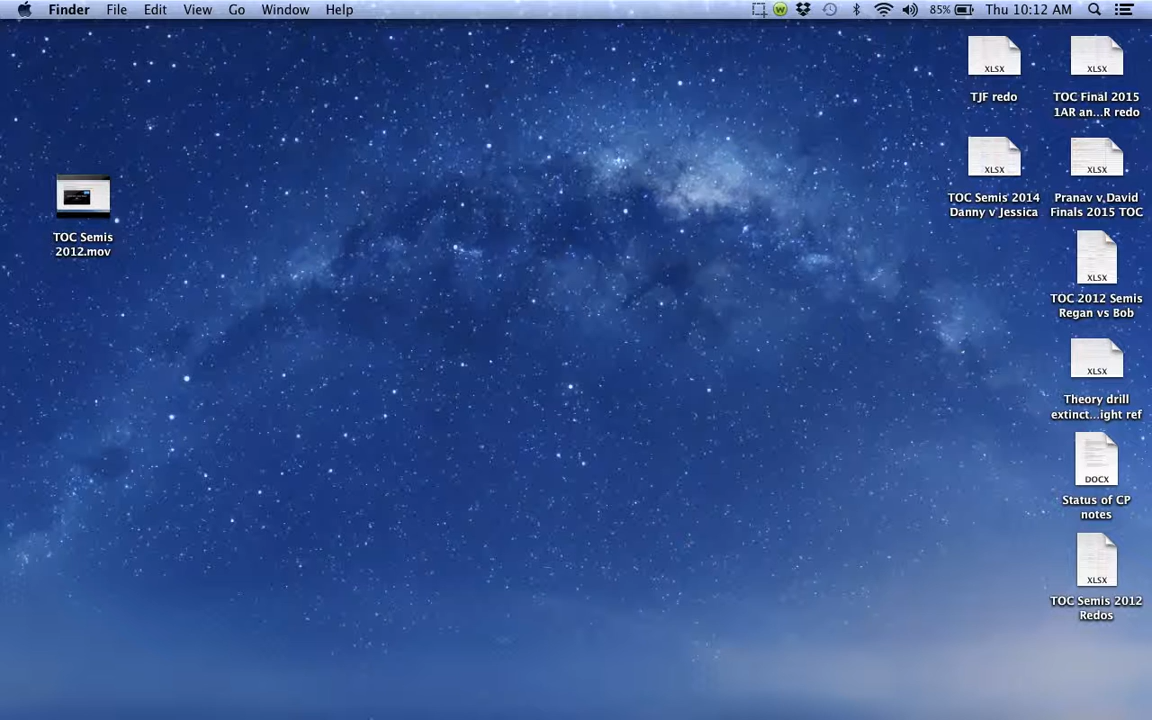 Finder File Edit View Go Window Help 85% Thu 10:12 AM
TOC Semis
2012.mov
XLSX
TJF redo
XLSX
TOC Final 2015
1AR an...R redo
XLSX
TOC Semis 2014
Danny v Jessica
XLSX
Pranav v David
Finals 2015 TOC
XLSX
TOC 2012 Semis
Regan vs Bob
XLSX
Theory drill
extinct...ight ref
DOCX
Status of CP
notes
XLSX
TOC Semis 2012
Redos